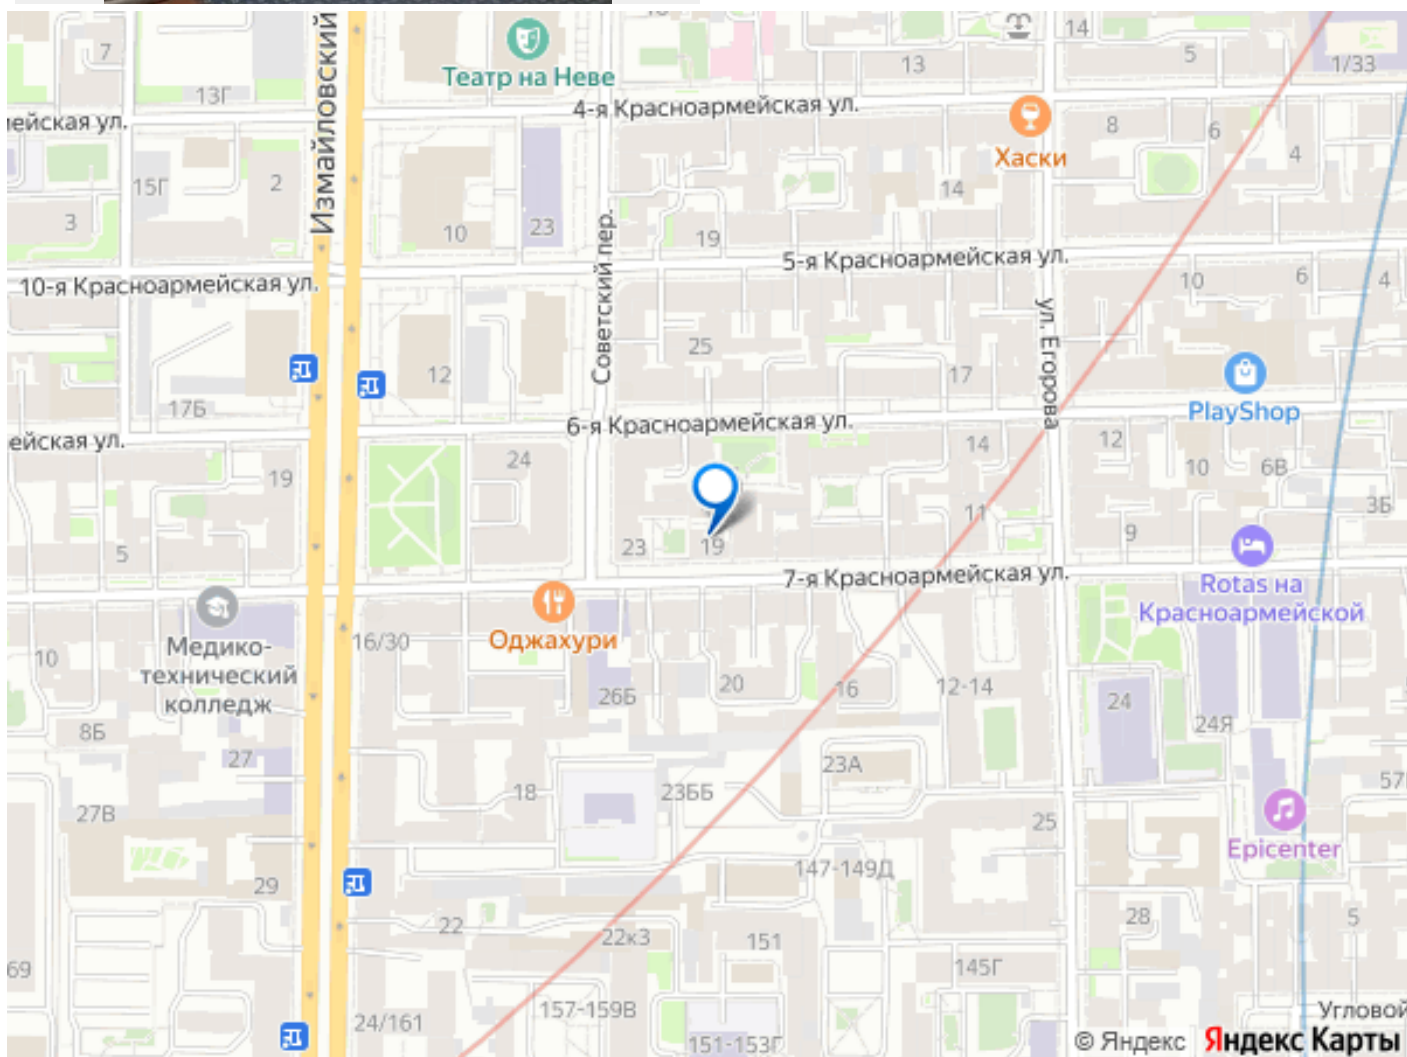 14
7
5
13
1/33
Театр на Неве
13Г
Измайловский
4-я Красноармейская ул.
ейская ул.
8
6
Хаски
4
15Г
2
14
3
10
23
19
Советский пер.
5-я Красноармейская ул.
10-я Красноармейская ул.
10
6
4
ул. Егорова
25
12
17
17Б
PlayShop
6-я Красноармейская ул.
ейская ул.
24
14
12
19
10
6В
3Б
11
9
5
23
19
7-я Красноармейская ул.
Rotas на
Красноармейской
Оджахури
Медико-
технический
колледж
16/30
10
20
16
12-14
26Б
24
24Я
8Б
27
23А
57
18
23ББ
27В
25
Epicenter
147-149Д
29
22
28
5
22к3
151
69
145Г
157-159В
24/161
151-153Г
Угловой
© Яндекс Яндекс Карты